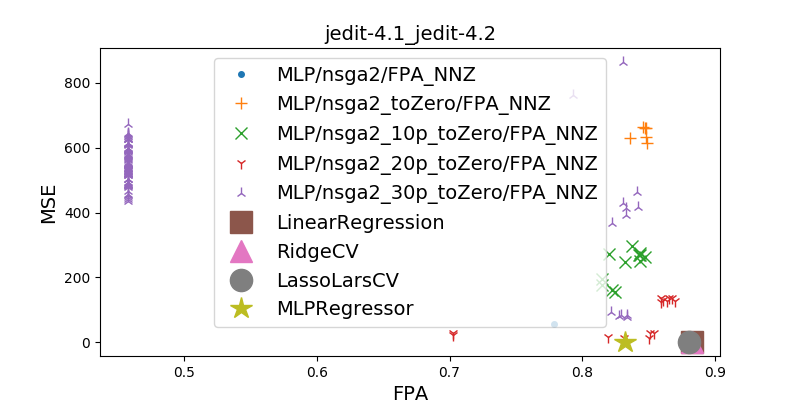 jedit-4.1_jedit-4.2
MLP/nsga2/FPA_NNZ
MLP/nsga2_toZero/FPA_NNZ
MLP/nsga2_10p_toZero/FPA_NNZ
MLP/nsga2_20p_toZero/FPA_NNZ
MLP/nsga2_30p_toZero/FPA_NNZ
LinearRegression
RidgeCV
LassoLarsCV
MLPRegressor
MSE
800
600
400
200
0
0.5 0.6 0.7 0.8 0.9
FPA